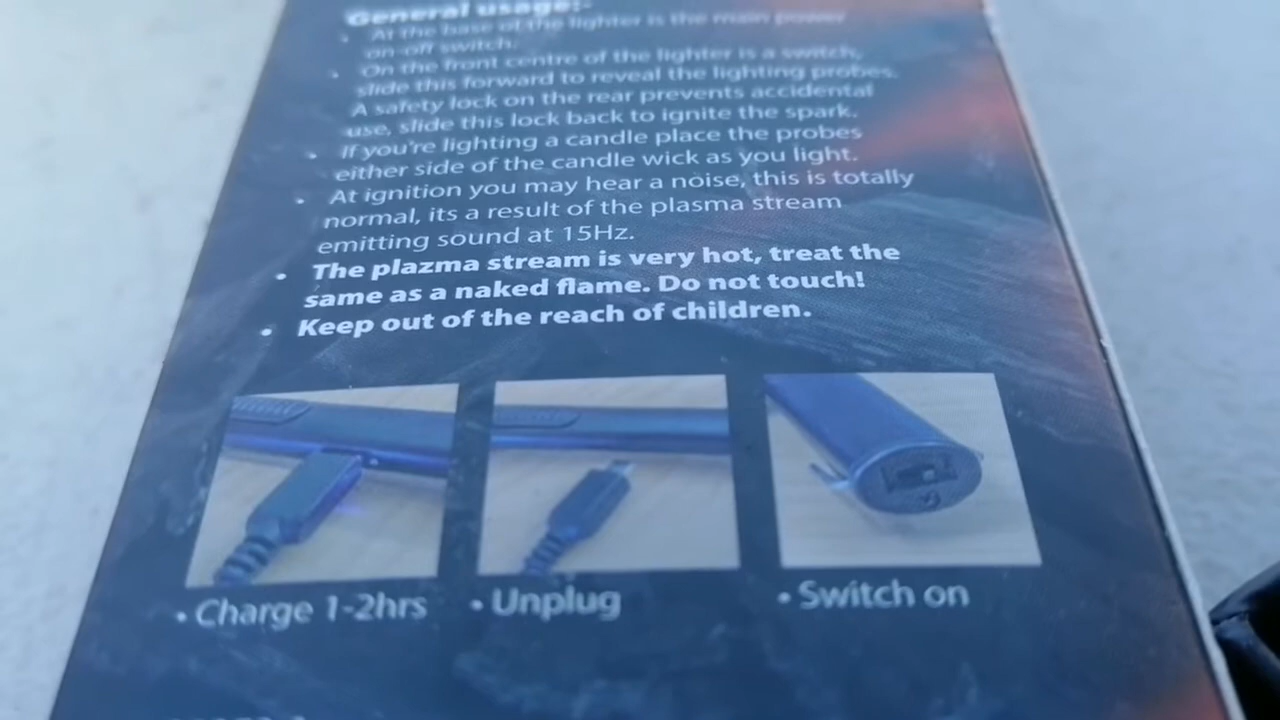 General usage:-
• At the base of the lighter is the main power
on-off switch.
• On the front centre of the lighter is a switch,
slide this forward to reveal the lighting probes.
A safety lock on the rear prevents accidental
use, slide this lock back to ignite the spark.
• If you're lighting a candle place the probes
either side of the candle wick as you light.
• At ignition you may hear a noise, this is totally
normal, its a result of the plasma stream
emitting sound at 15Hz.
• The plazma stream is very hot, treat the
same as a naked flame. Do not touch!
• Keep out of the reach of children.
• Charge 1-2hrs
• Unplug
• Switch on